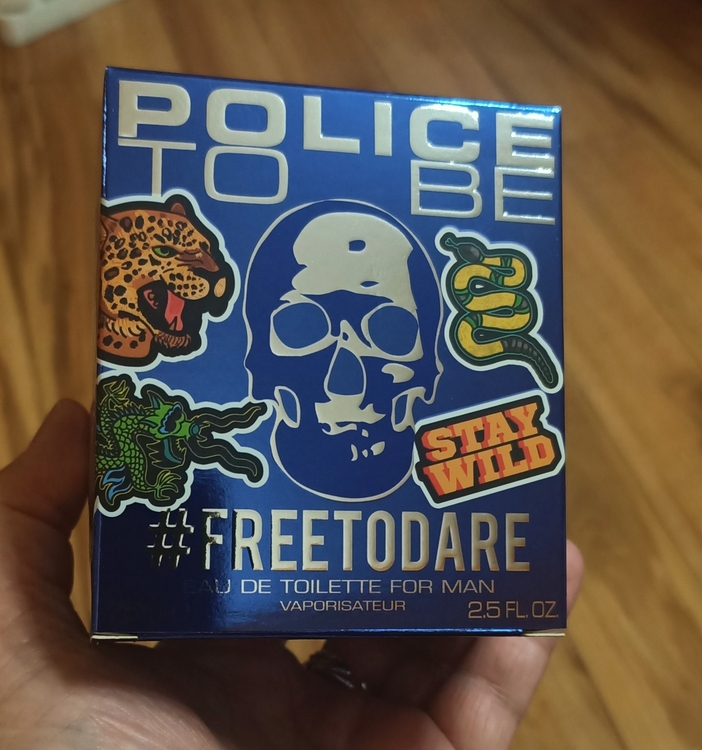 POLICE
TO BE
STAY
WILD
#FREETODARE
EAU DE TOILETTE FOR MAN
VAPORISATEUR
2.5 FL. OZ.